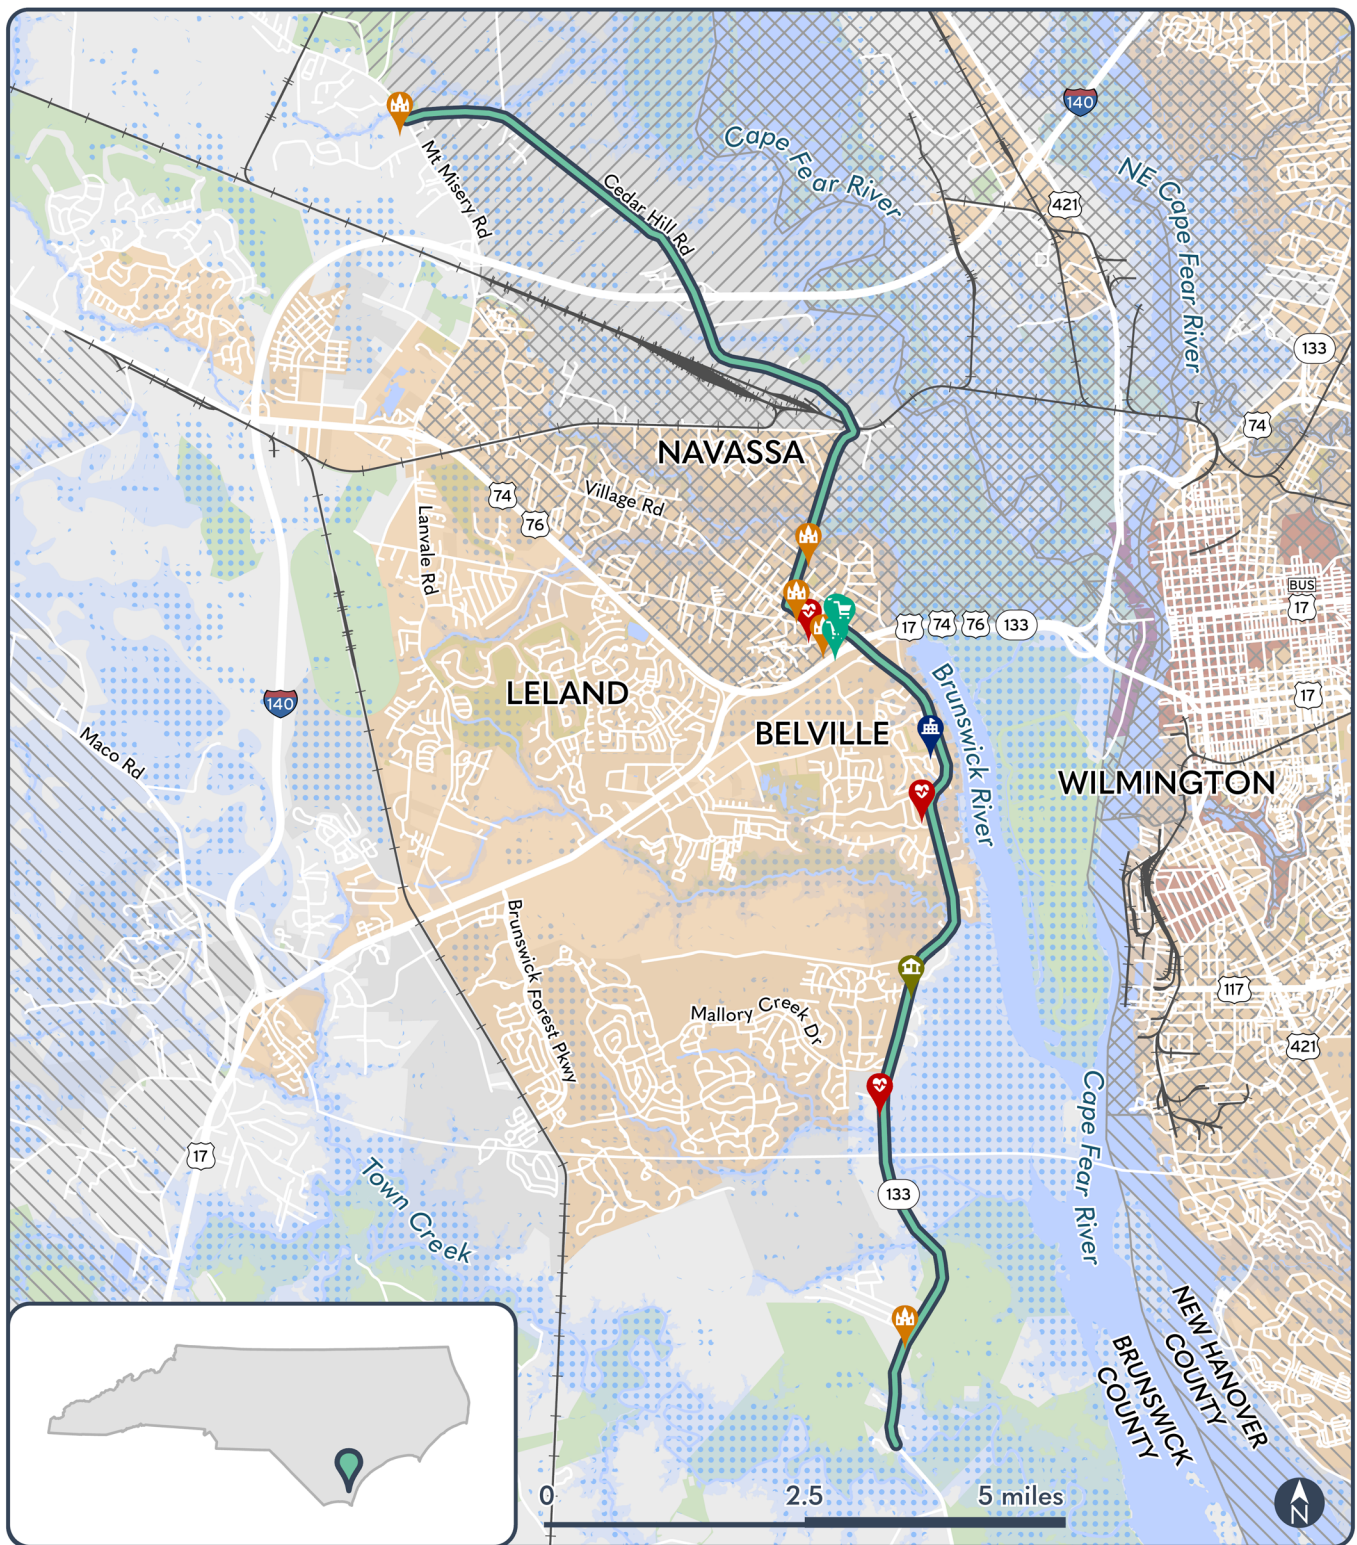 140
Cape Fear River
NE Cape Fear River
421
Mt Misery Rd
Cedar Hill Rd
133
74
NAVASSA
74
76
Village Rd
Lanvale Rd
BUS
17
17
74
76
133
LELAND
BELVILLE
Brunswick River
17
140
Maco Rd
WILMINGTON
Brunswick Forest Pkwy
117
Mallory Creek Dr
421
Cape Fear River
17
Town Creek
133
NEW HANOVER
COUNTY
BRUNSWICK
COUNTY
0
2.5
5 miles
N